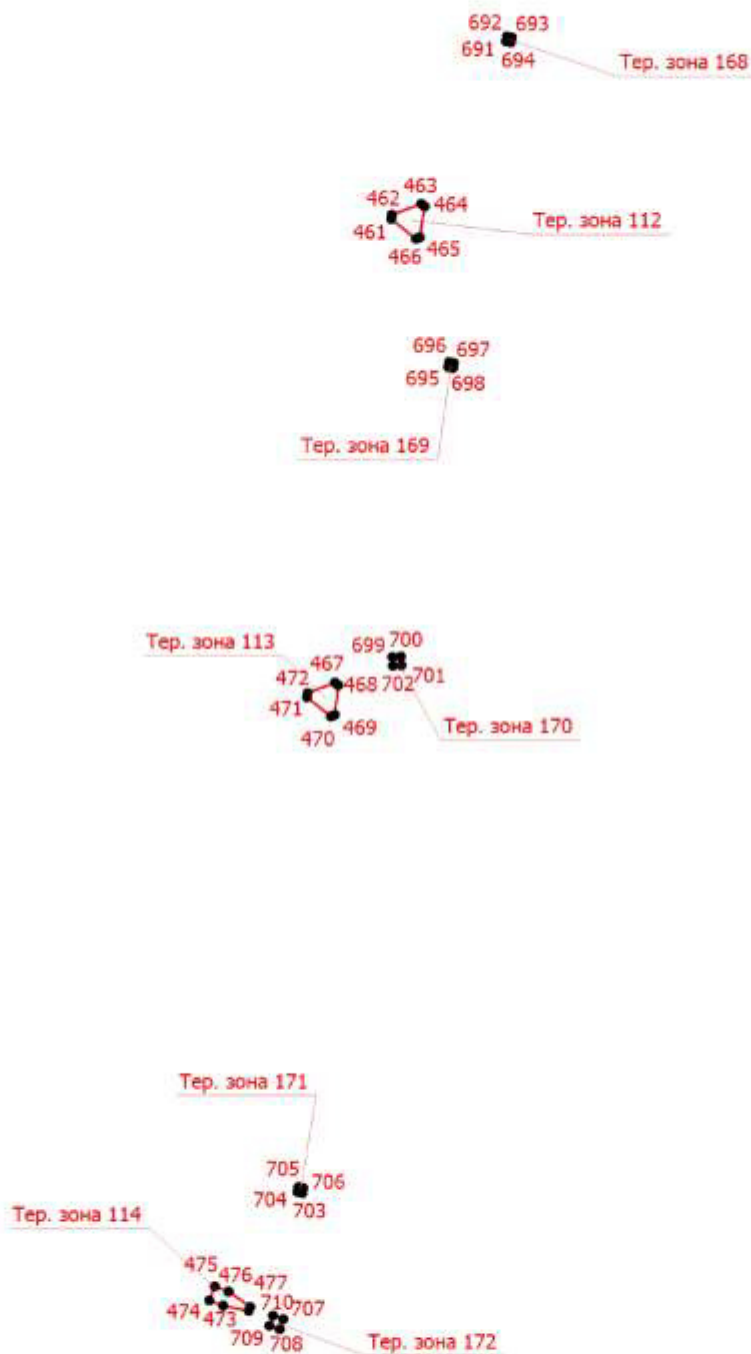 692 693
691 694
Тер. зона 168
463
462 464
461 465
466
Тер. зона 112
696 697
695 698
Тер. зона 169
Тер. зона 113
699 700
702 701
467
472 468
471 469
470
Тер. зона 170
Тер. зона 171
705 706
704 703
Тер. зона 114
475 476 477
474 473
710 707
709 708
Тер. зона 172